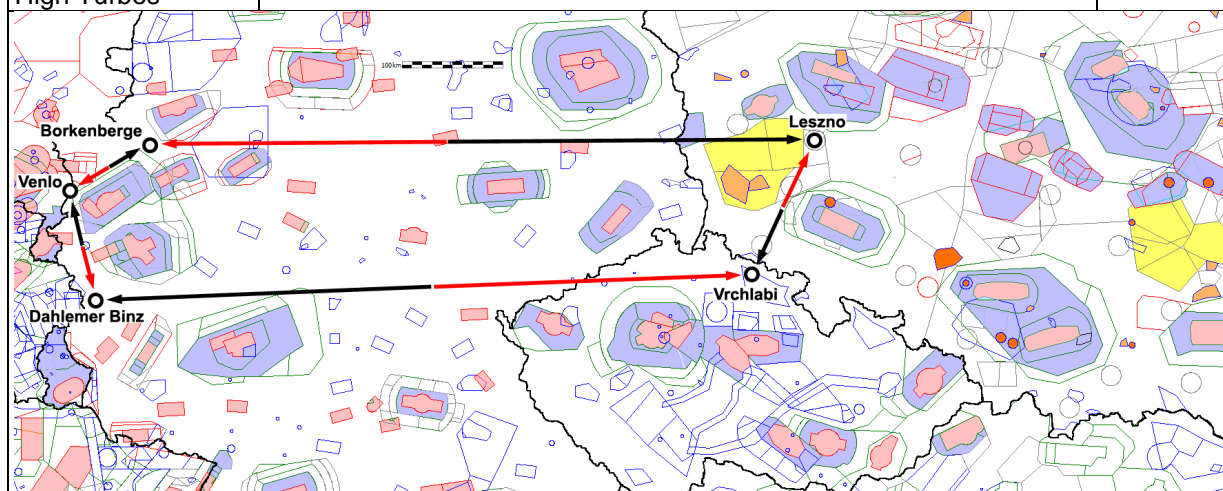 High Turbos
100km
Borkenberge
Leszno
Venlo
Vrchlabi
Dahlemer Binz